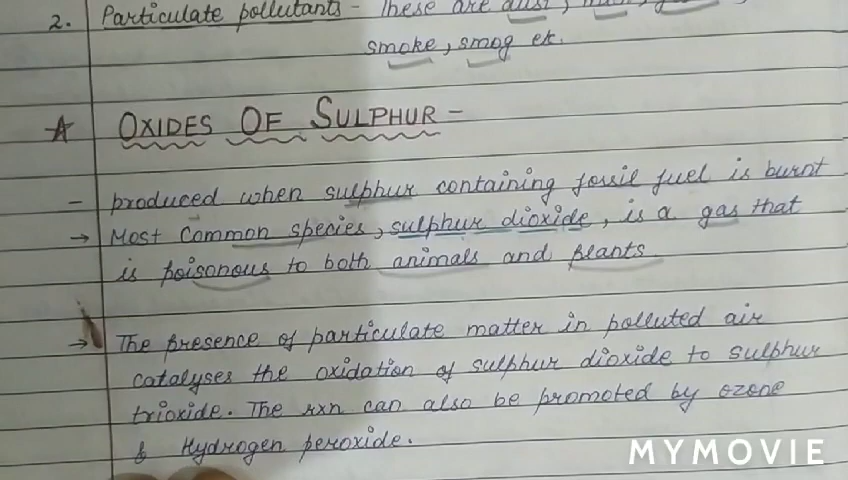 2. Particulate pollutants - These are dust,
smoke, smog etc.
OXIDES OF SULPHUR -
- produced when sulphur containing fossil fuel is burnt
→ Most common species, sulphur dioxide, is a gas that
is poisonous to both animals and plants
→ The presence of particulate matter in polluted air
catalyses the oxidation of sulphur dioxide to sulphur
trioxide. The rxn can also be promoted by ozone
& Hydrogen peroxide.
MYMOVIE